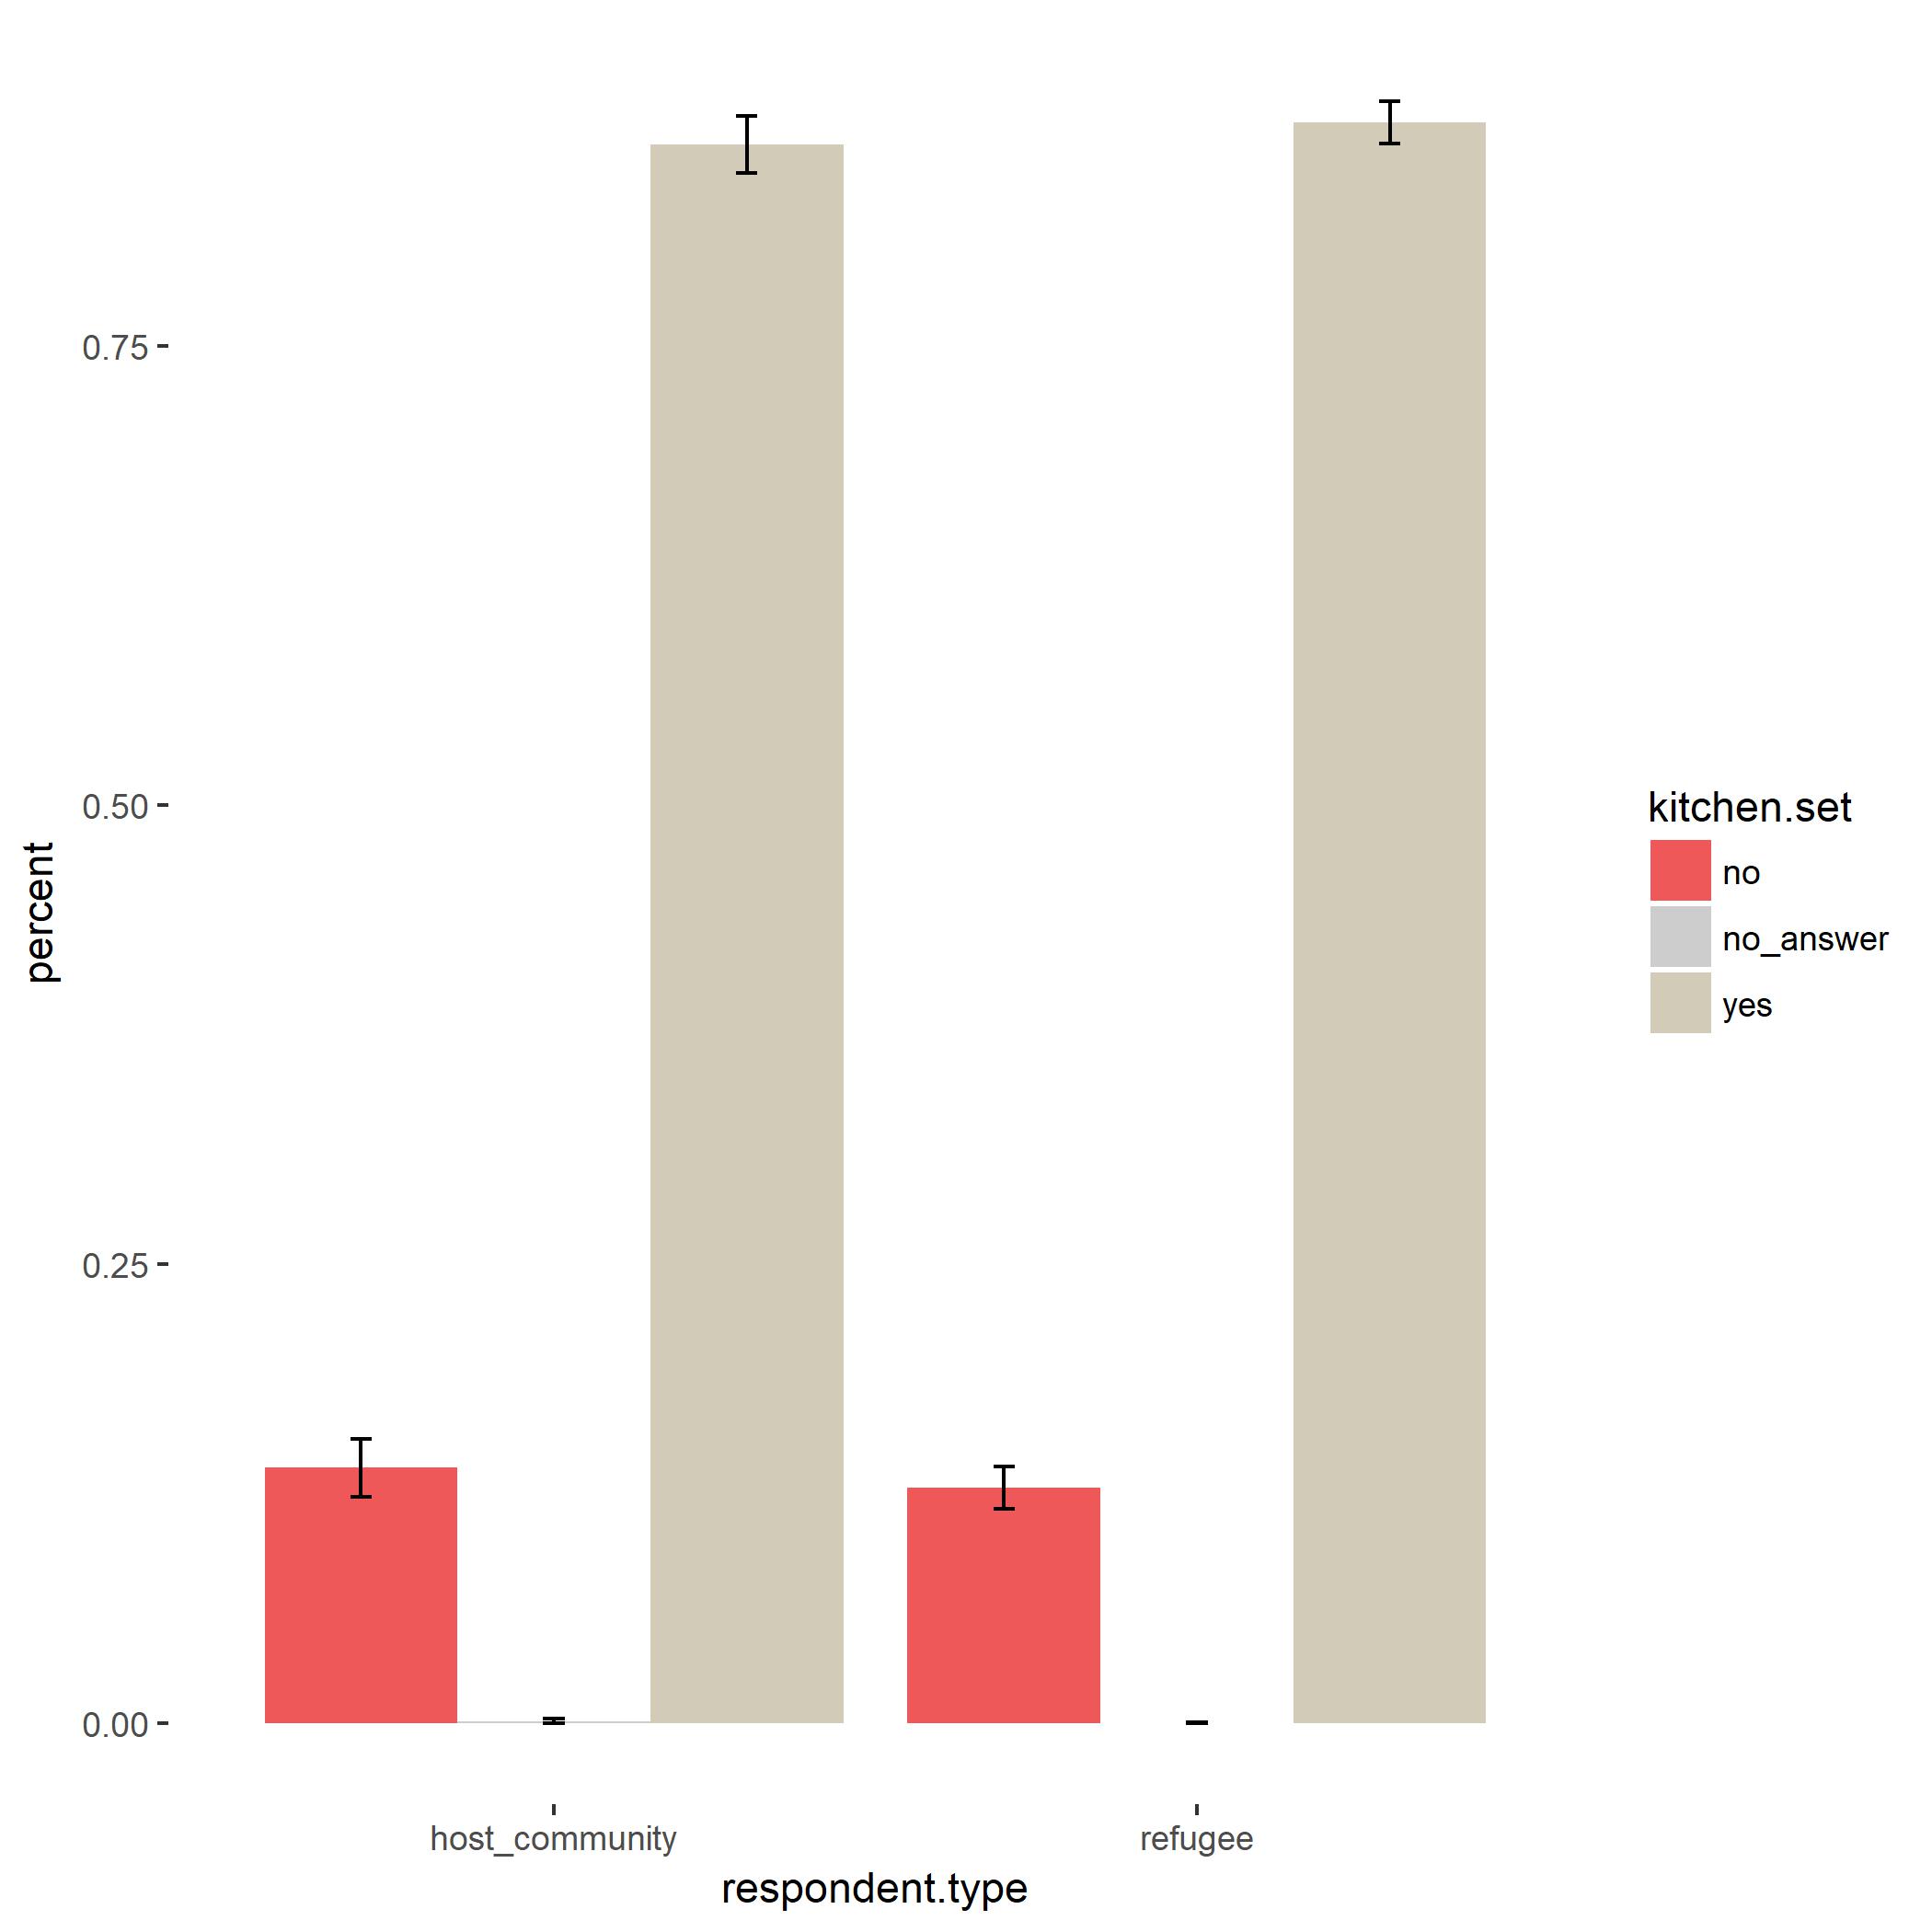 percent
0.75
0.50
0.25
0.00
host_community
refugee
respondent.type
kitchen.set
no
no_answer
yes